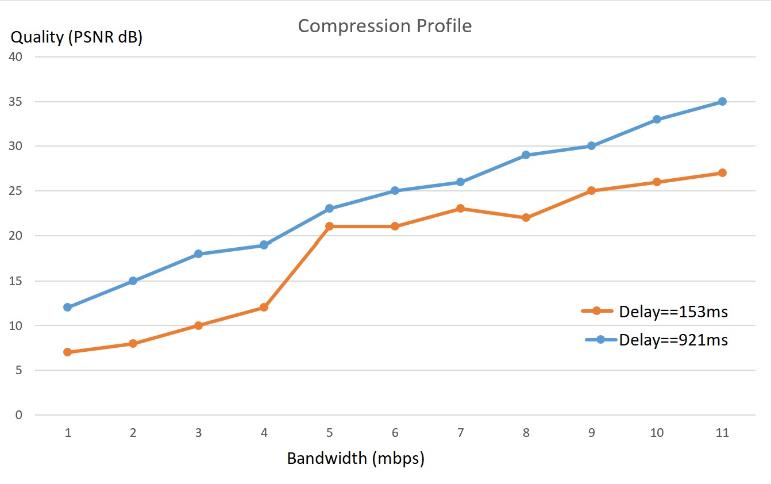 Compression Profile
Quality (PSNR dB)
40
35
30
25
20
15
10
5
0
Delay==153ms
Delay==921ms
1 2 3 4 5 6 7 8 9 10 11
Bandwidth (mbps)